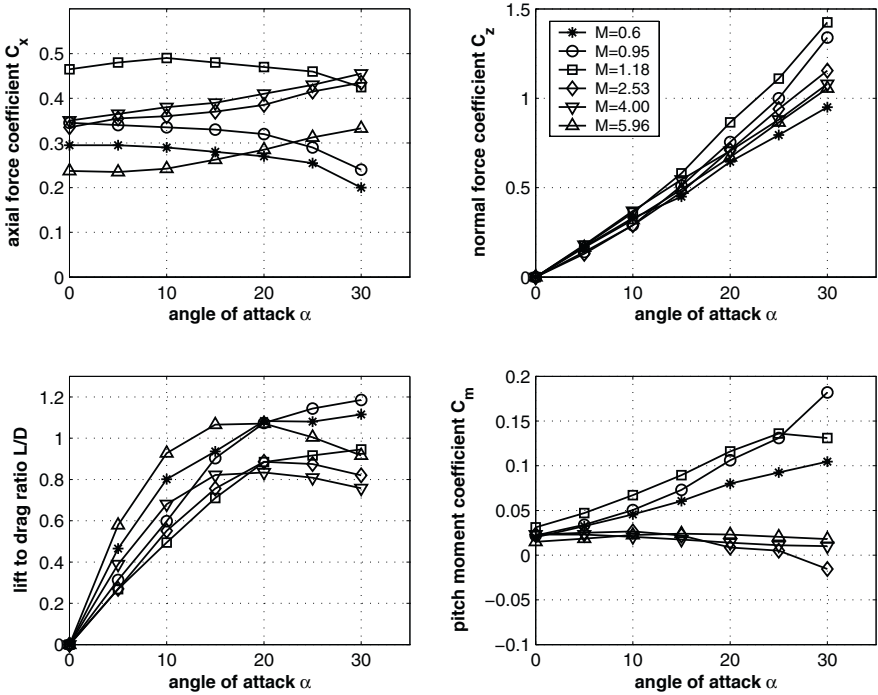 axial force coefficient Cx
0.5
0.4
0.3
0.2
0.1
0
0 10 20 30
angle of attack α
normal force coefficient Cz
1.5
1
0.5
0
M=0.6
M=0.95
M=1.18
M=2.53
M=4.00
M=5.96
0 10 20 30
angle of attack α
lift to drag ratio L/D
1.2
1
0.8
0.6
0.4
0.2
0
0 10 20 30
angle of attack α
pitch moment coefficient Cm
0.2
0.15
0.1
0.05
0
−0.05
−0.1
0 10 20 30
angle of attack α